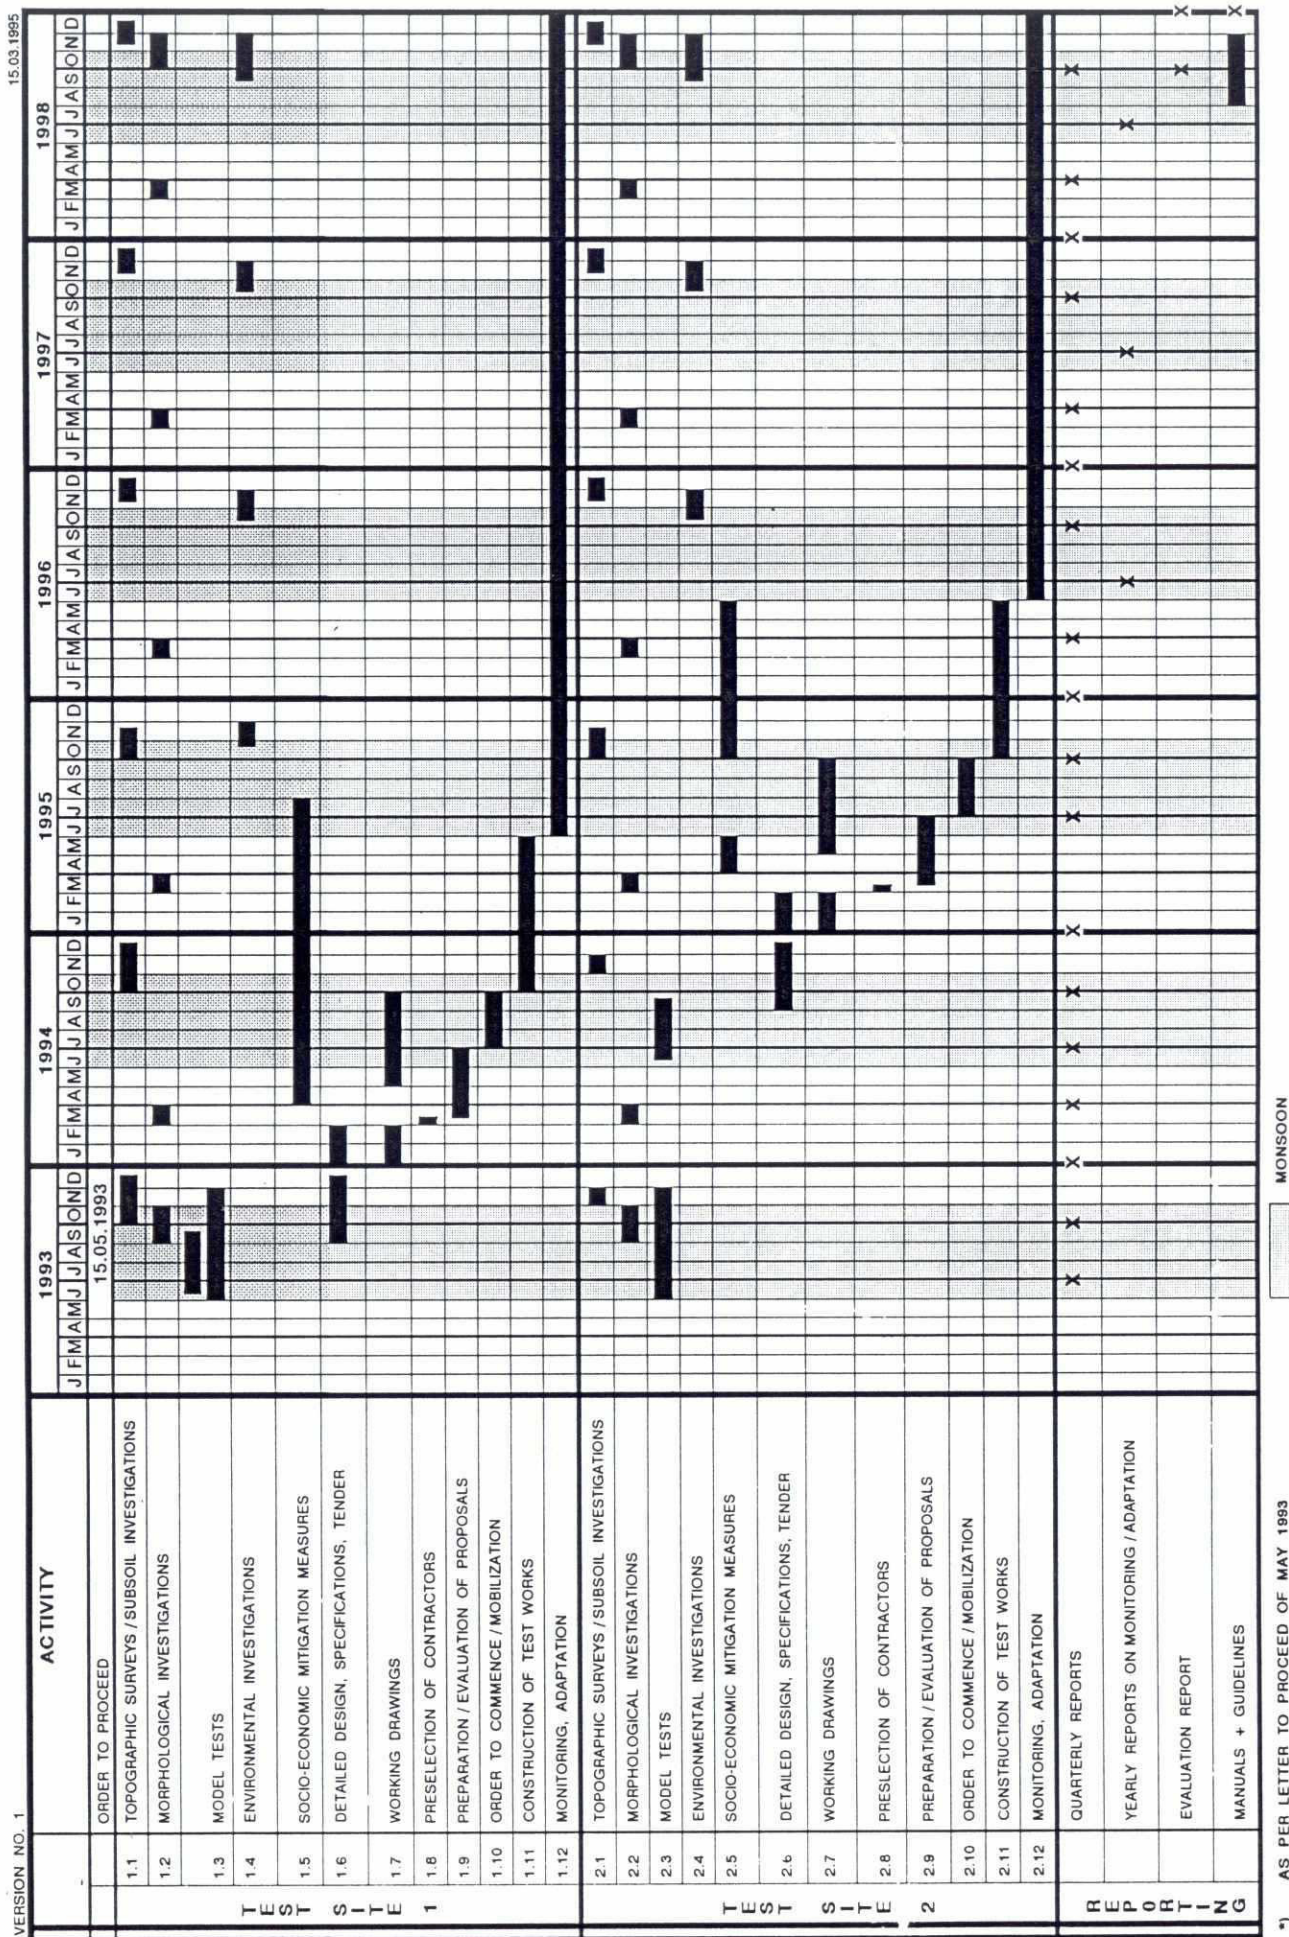 VERSION NO. 1
15.03.1995
ACTIVITY
1993
1994
1995
1996
1997
1998
J F M A M J J A S O N D
J F M A M J J A S O N D
J F M A M J J A S O N D
J F M A M J J A S O N D
J F M A M J J A S O N D
J F M A M J J A S O N D
ORDER TO PROCEED
15.05.1993
TEST SITE 1
1.1 TOPOGRAPHIC SURVEYS / SUBSOIL INVESTIGATIONS
1.2 MORPHOLOGICAL INVESTIGATIONS
1.3 MODEL TESTS
1.4 ENVIRONMENTAL INVESTIGATIONS
1.5 SOCIO-ECONOMIC MITIGATION MEASURES
1.6 DETAILED DESIGN, SPECIFICATIONS, TENDER
1.7 WORKING DRAWINGS
1.8 PRESELECTION OF CONTRACTORS
1.9 PREPARATION / EVALUATION OF PROPOSALS
1.10 ORDER TO COMMENCE / MOBILIZATION
1.11 CONSTRUCTION OF TEST WORKS
1.12 MONITORING, ADAPTATION
TEST SITE 2
2.1 TOPOGRAPHIC SURVEYS / SUBSOIL INVESTIGATIONS
2.2 MORPHOLOGICAL INVESTIGATIONS
2.3 MODEL TESTS
2.4 ENVIRONMENTAL INVESTIGATIONS
2.5 SOCIO-ECONOMIC MITIGATION MEASURES
2.6 DETAILED DESIGN, SPECIFICATIONS, TENDER
2.7 WORKING DRAWINGS
2.8 PRESLECTION OF CONTRACTORS
2.9 PREPARATION / EVALUATION OF PROPOSALS
2.10 ORDER TO COMMENCE / MOBILIZATION
2.11 CONSTRUCTION OF TEST WORKS
2.12 MONITORING, ADAPTATION
REPORTING
QUARTERLY REPORTS X X X X X X X X X X X X X X X X X X X X X
YEARLY REPORTS ON MONITORING / ADAPTATION X X X
EVALUATION REPORT X X
MANUALS + GUIDELINES X
*) AS PER LETTER TO PROCEED OF MAY 1993
MONSOON